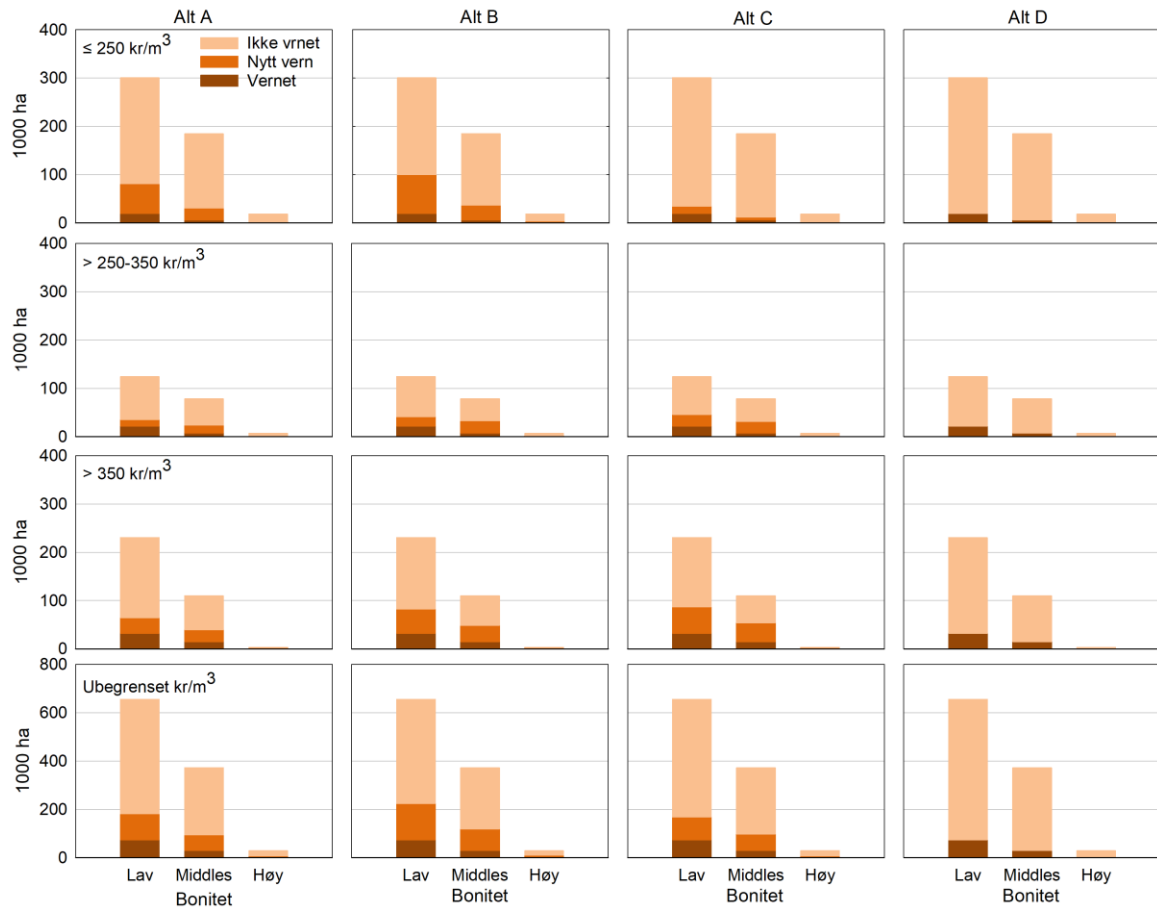 Alt A
Alt B
Alt C
Alt D
400
300
200
100
0
1000 ha
≤ 250 kr/m³
Ikke vrnet
Nytt vern
Vernet
400
300
200
100
0
1000 ha
> 250-350 kr/m³
400
300
200
100
0
1000 ha
> 350 kr/m³
800
600
400
200
0
1000 ha
Ubegrenset kr/m³
Lav Middles Høy
Bonitet
Lav Middles Høy
Bonitet
Lav Middles Høy
Bonitet
Lav Middles Høy
Bonitet